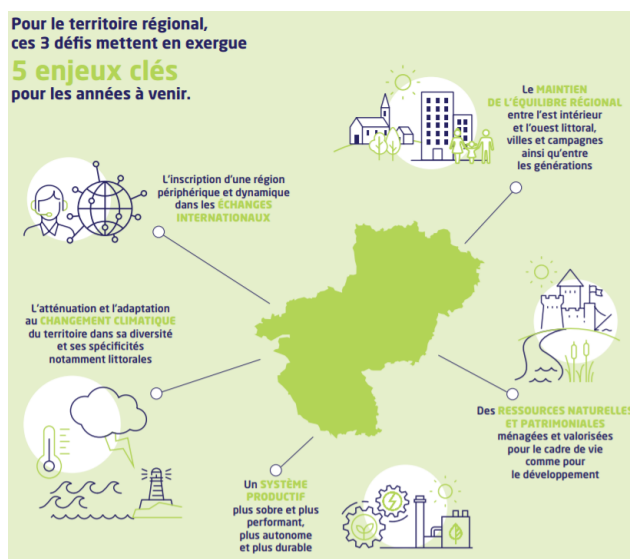 Pour le territoire régional,
ces 3 défis mettent en exergue
5 enjeux clés
pour les années à venir.
Le MAINTIEN
DE L'ÉQUILIBRE RÉGIONAL
entre l'est intérieur
et l'ouest littoral,
villes et campagnes
ainsi qu'entre
les générations
L'inscription d'une région
périphérique et dynamique
dans les ÉCHANGES
INTERNATIONAUX
L'atténuation et l'adaptation
au CHANGEMENT CLIMATIQUE
du territoire dans sa diversité
et ses spécificités
notamment littorales
Des RESSOURCES NATURELLES
ET PATRIMONIALES
ménagées et valorisées
pour le cadre de vie
comme pour
le développement
Un SYSTÈME
PRODUCTIF
plus sobre et plus
performant,
plus autonome
et plus durable